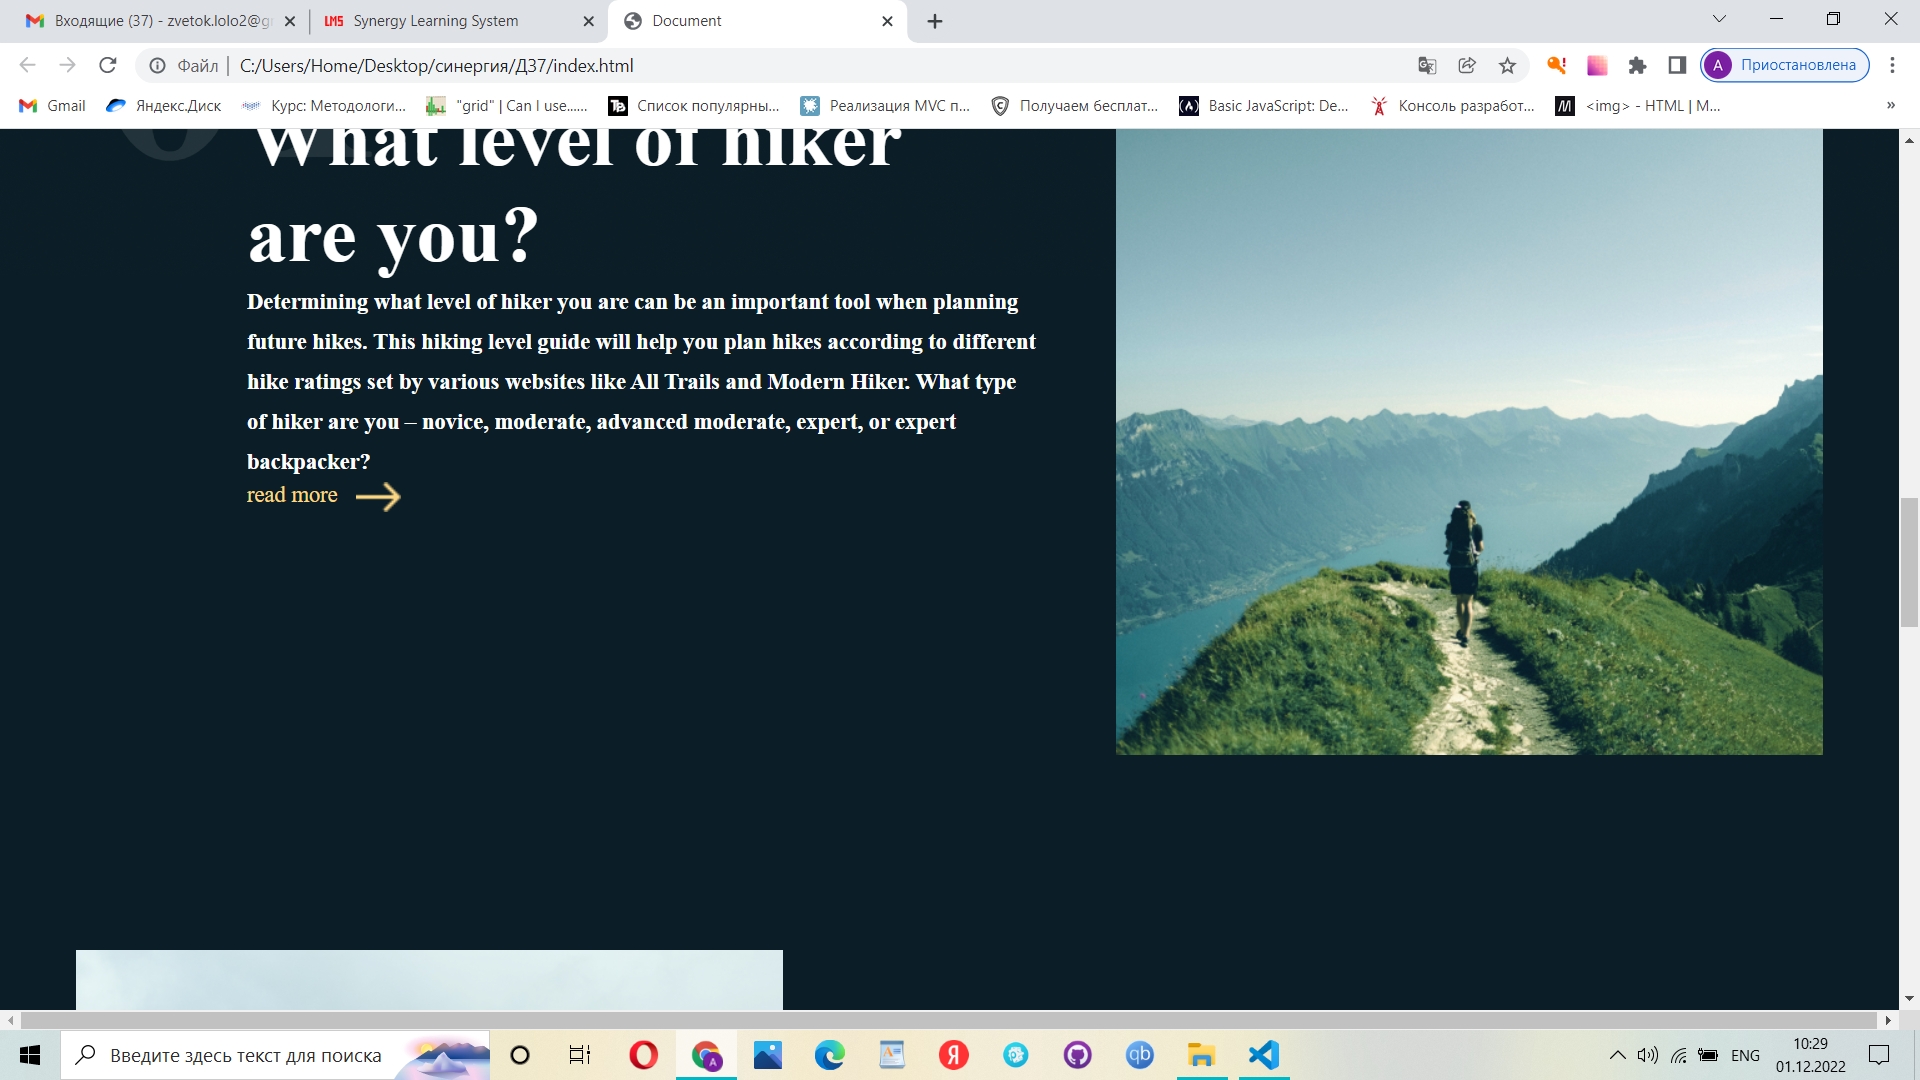 Входящие (37) - zvetok.lolo2@g
LMS Synergy Learning System
Document
Файл
C:/Users/Home/Desktop/синергия/Д37/index.html
А Приостановлена
Gmail
Яндекс.Диск
Курс: Методологи...
"grid" | Can I use......
TB Список популярны...
Реализация MVC п...
Получаем бесплат...
Basic JavaScript: De...
Консоль разработ...
<img> - HTML | M...
»
What level of hiker
are you?
Determining what level of hiker you are can be an important tool when planning
future hikes. This hiking level guide will help you plan hikes according to different
hike ratings set by various websites like All Trails and Modern Hiker. What type
of hiker are you – novice, moderate, advanced moderate, expert, or expert
backpacker?
read more
Введите здесь текст для поиска
А
Я
qb
ENG
10:29
01.12.2022